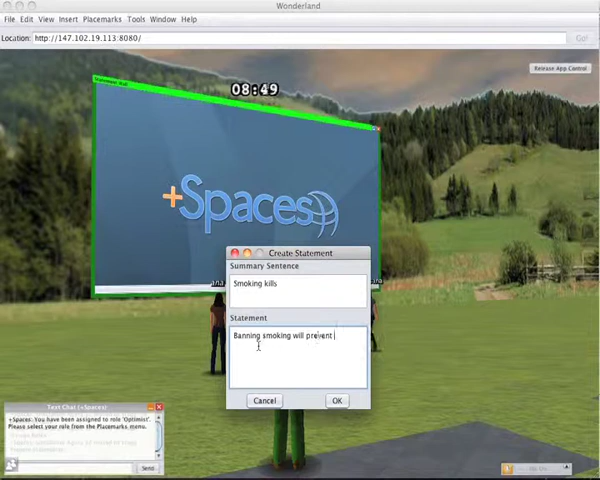 Wonderland
File Edit View Insert Placemarks Tools Window Help
Location: http://147.102.19.113:8080/ Go!
Release App Control
Statement Wall
08:49
+Spaces
Create Statement
Summary Sentence
Smoking kills
Statement
Banning smoking will prevent
Cancel OK
Text Chat (+Spaces)
+Spaces: You have been assigned to role 'Optimist'.
Please select your role from the Placemarks menu.
Send